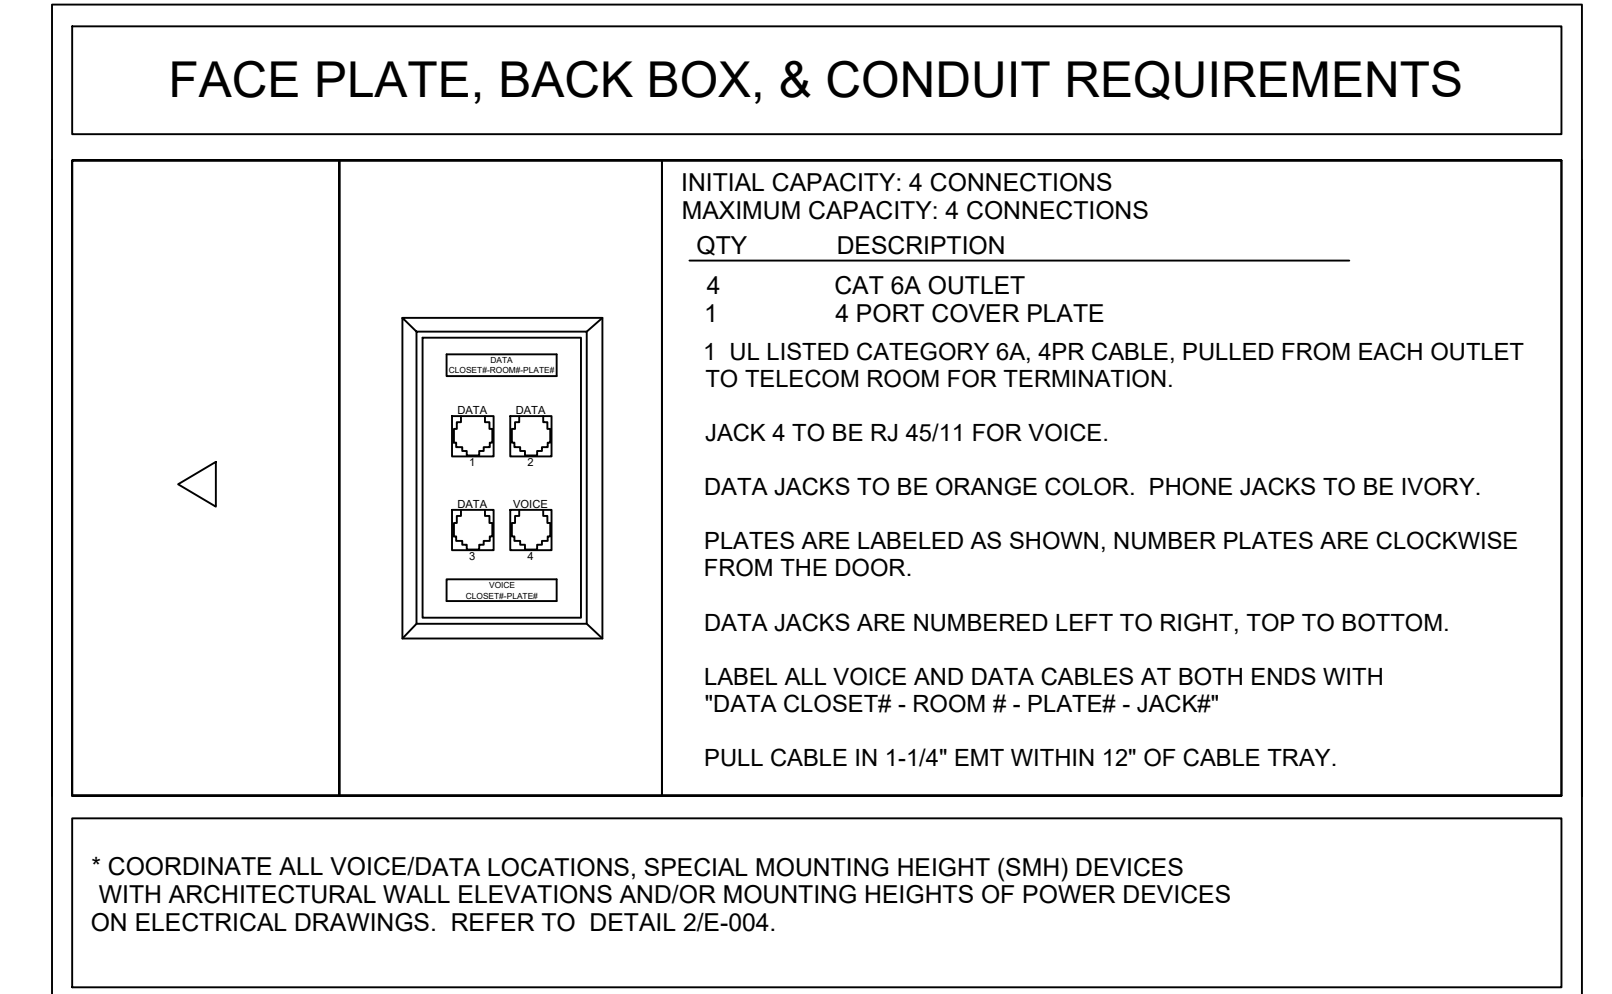 FACE PLATE, BACK BOX, & CONDUIT REQUIREMENTS
DATA
CLOSET#-ROOM#-PLATE#
DATA DATA
1 2
DATA VOICE
3 4
VOICE
CLOSET#-PLATE#
INITIAL CAPACITY: 4 CONNECTIONS
MAXIMUM CAPACITY: 4 CONNECTIONS
QTY DESCRIPTION
4 CAT 6A OUTLET
1 4 PORT COVER PLATE
1 UL LISTED CATEGORY 6A, 4PR CABLE, PULLED FROM EACH OUTLET
TO TELECOM ROOM FOR TERMINATION.
JACK 4 TO BE RJ 45/11 FOR VOICE.
DATA JACKS TO BE ORANGE COLOR. PHONE JACKS TO BE IVORY.
PLATES ARE LABELED AS SHOWN, NUMBER PLATES ARE CLOCKWISE
FROM THE DOOR.
DATA JACKS ARE NUMBERED LEFT TO RIGHT, TOP TO BOTTOM.
LABEL ALL VOICE AND DATA CABLES AT BOTH ENDS WITH
"DATA CLOSET# - ROOM # - PLATE# - JACK#"
PULL CABLE IN 1-1/4" EMT WITHIN 12" OF CABLE TRAY.
* COORDINATE ALL VOICE/DATA LOCATIONS, SPECIAL MOUNTING HEIGHT (SMH) DEVICES
WITH ARCHITECTURAL WALL ELEVATIONS AND/OR MOUNTING HEIGHTS OF POWER DEVICES
ON ELECTRICAL DRAWINGS. REFER TO DETAIL 2/E-004.